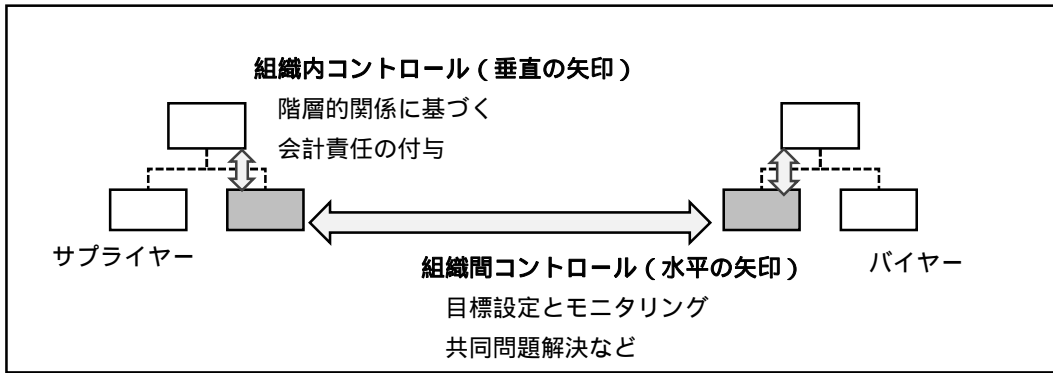 組織内コントロール（垂直の矢印）
階層的関係に基づく
会計責任の付与
サプライヤー
バイヤー
組織間コントロール（水平の矢印）
目標設定とモニタリング
共同問題解決など